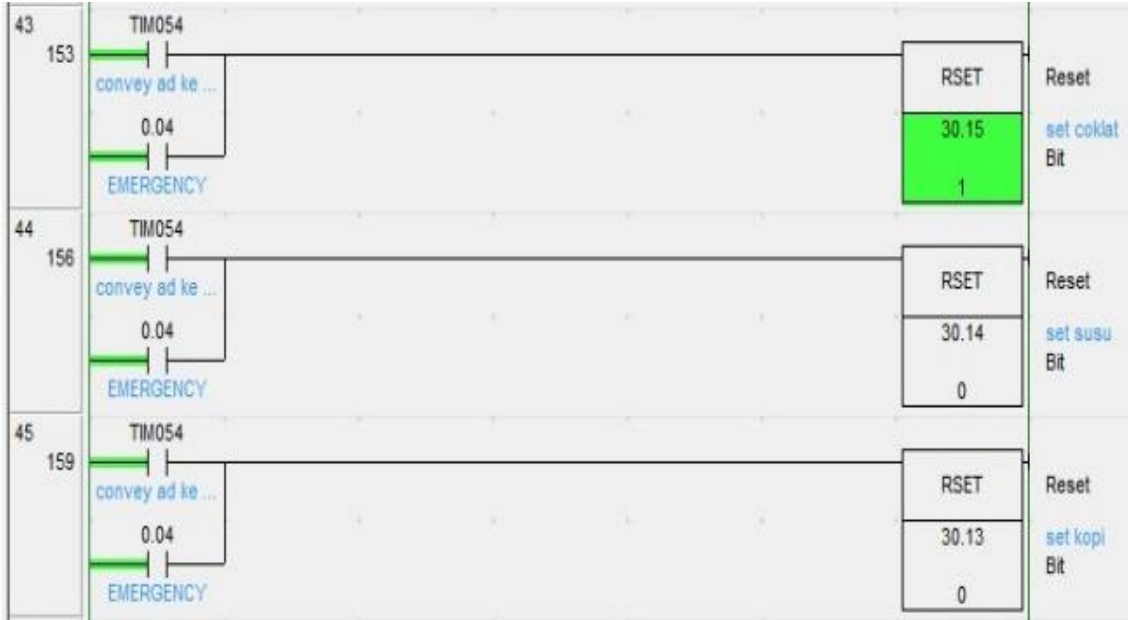 43
TIM054
153
convey ad ke ...
RSET
Reset
0.04
30.15
set coklat
Bit
EMERGENCY
1
44
TIM054
156
convey ad ke ...
RSET
Reset
0.04
30.14
set susu
Bit
EMERGENCY
0
45
TIM054
159
convey ad ke ...
RSET
Reset
0.04
30.13
set kopi
Bit
EMERGENCY
0